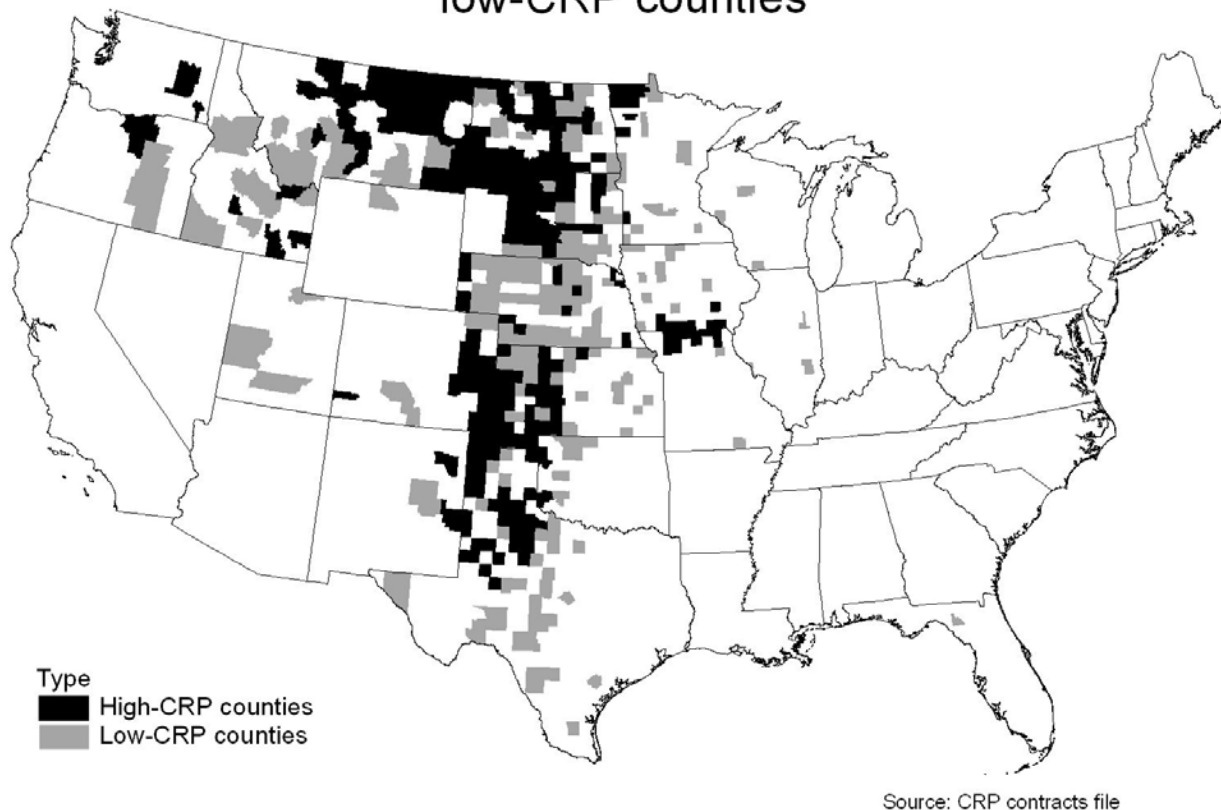 low-CRP counties
Type
High-CRP counties
Low-CRP counties
Source: CRP contracts file